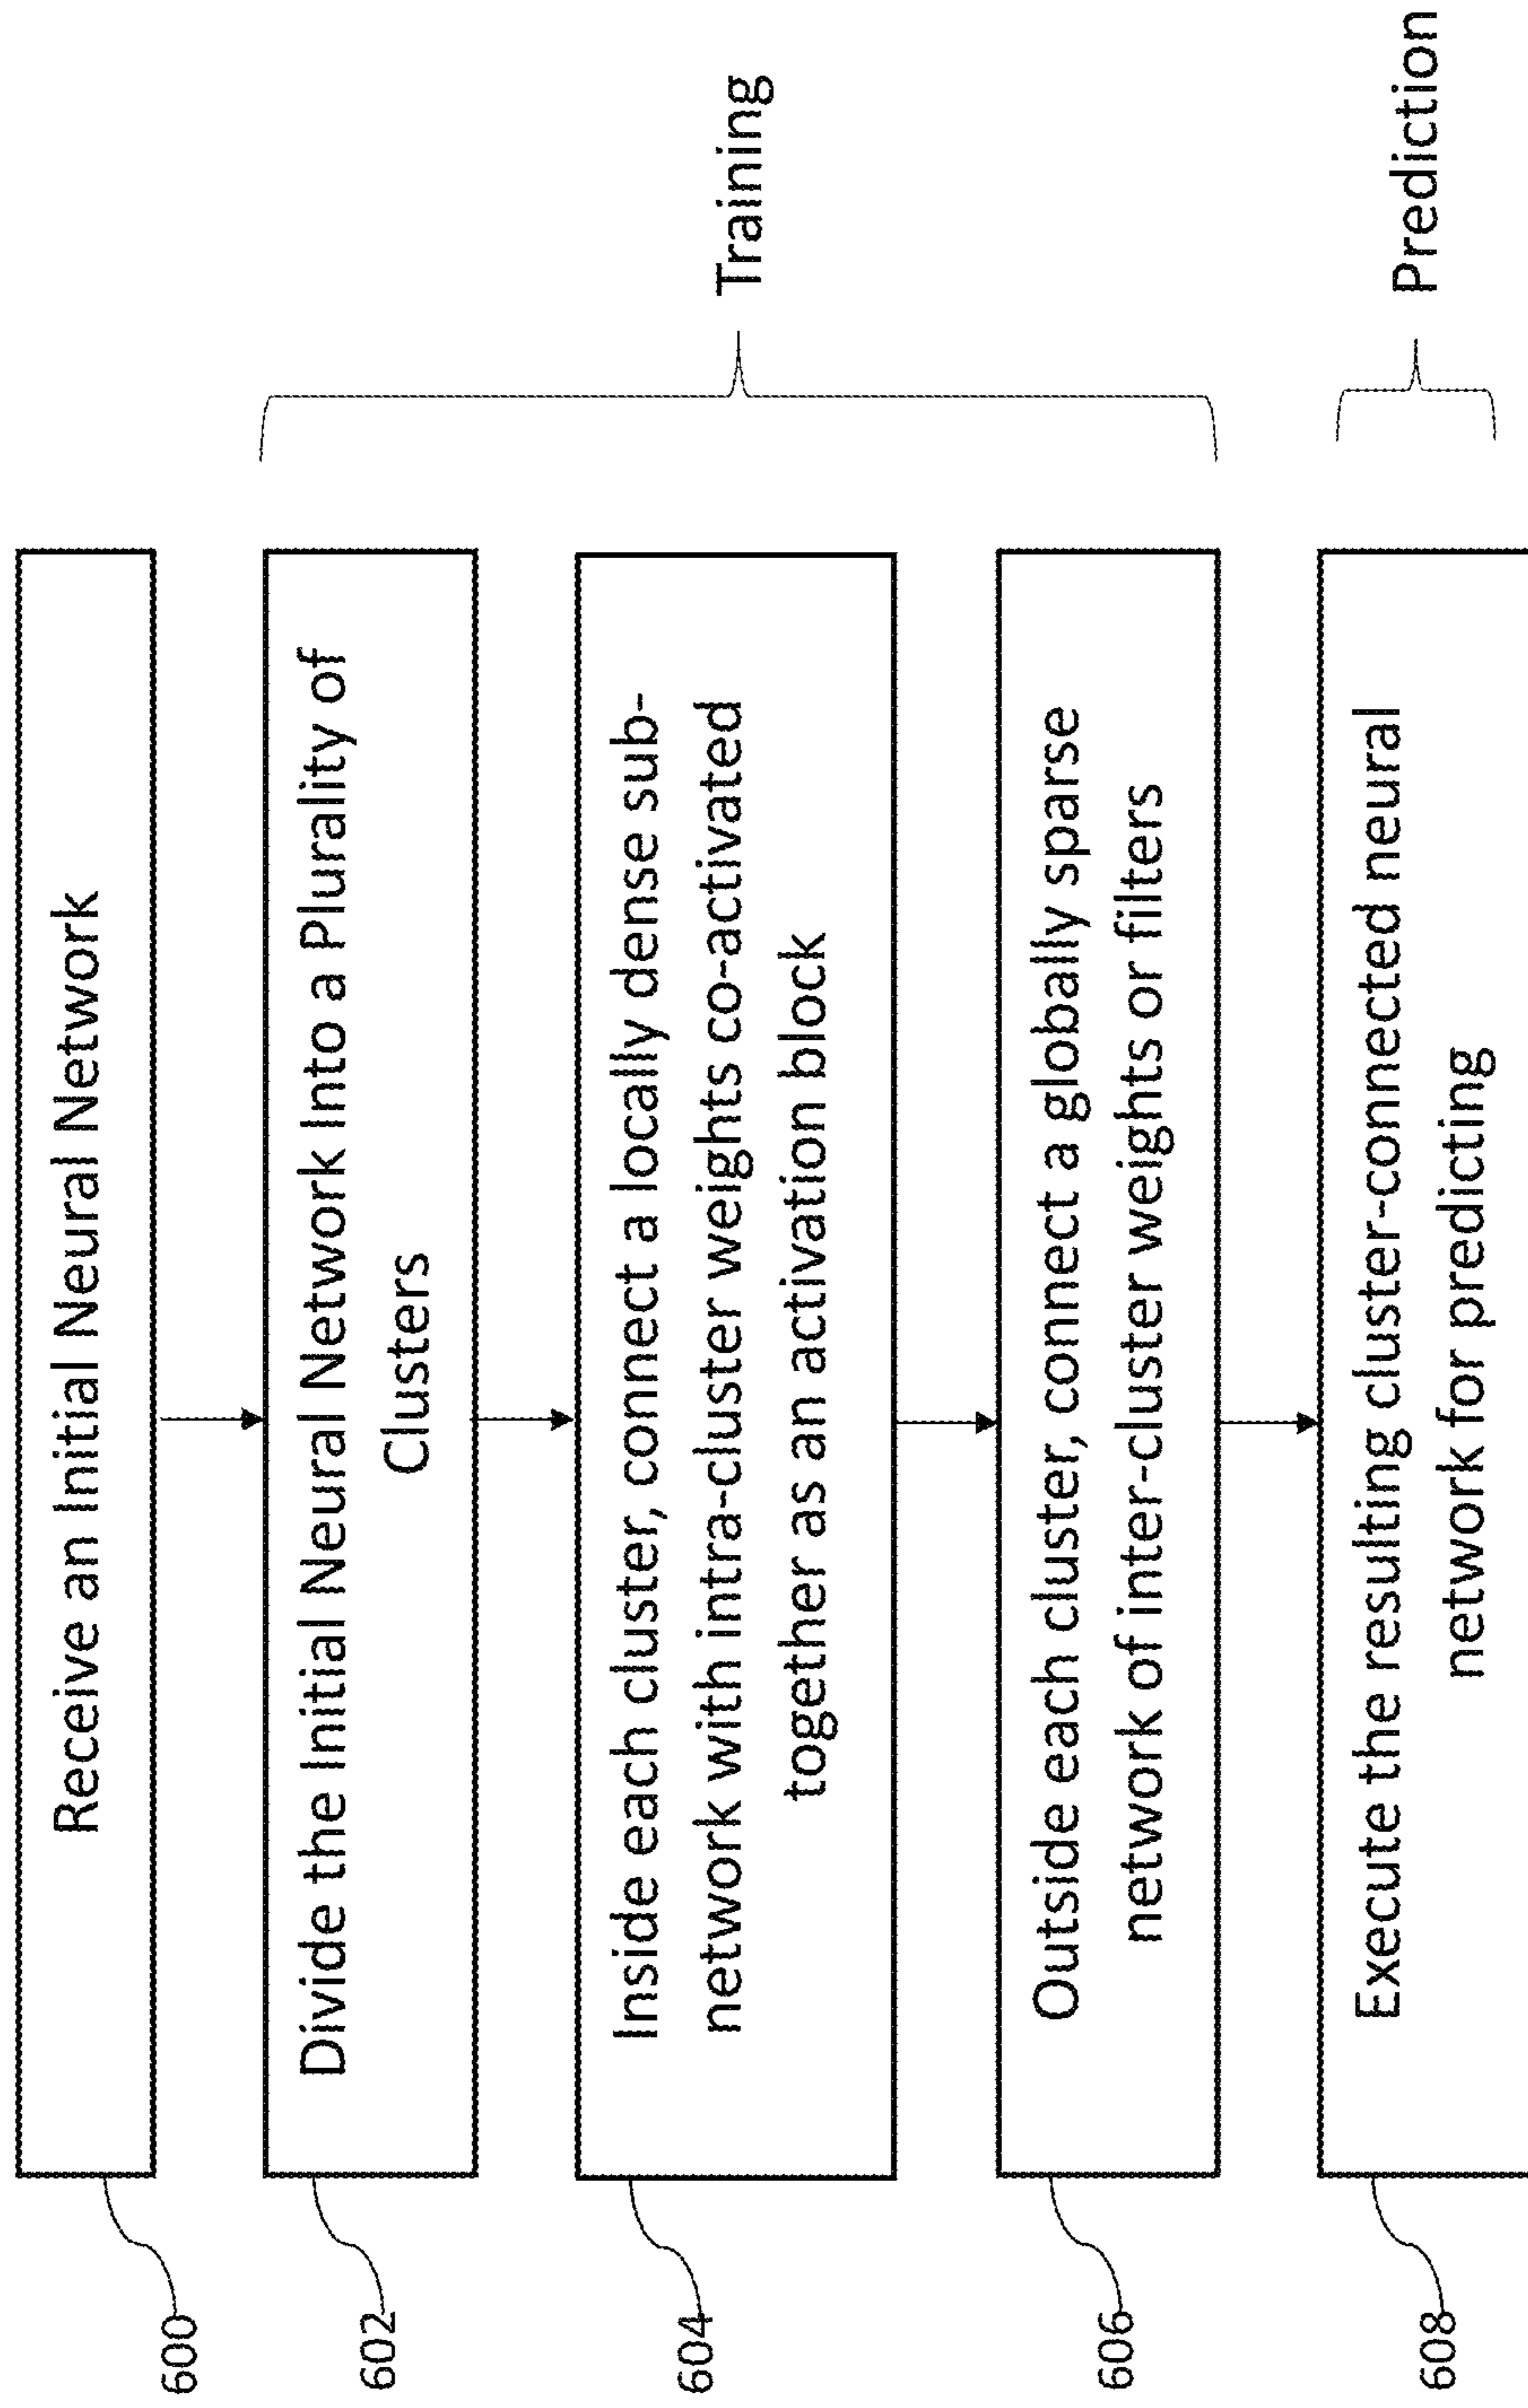 600
Receive an Initial Neural Network
602
Divide the Initial Neural Network Into a Plurality of
Clusters
604
Inside each cluster, connect a locally dense sub-
network with intra-cluster weights co-activated
together as an activation block
606
Outside each cluster, connect a globally sparse
network of inter-cluster weights or filters
Training
608
Execute the resulting cluster-connected neural
network for predicting
Prediction